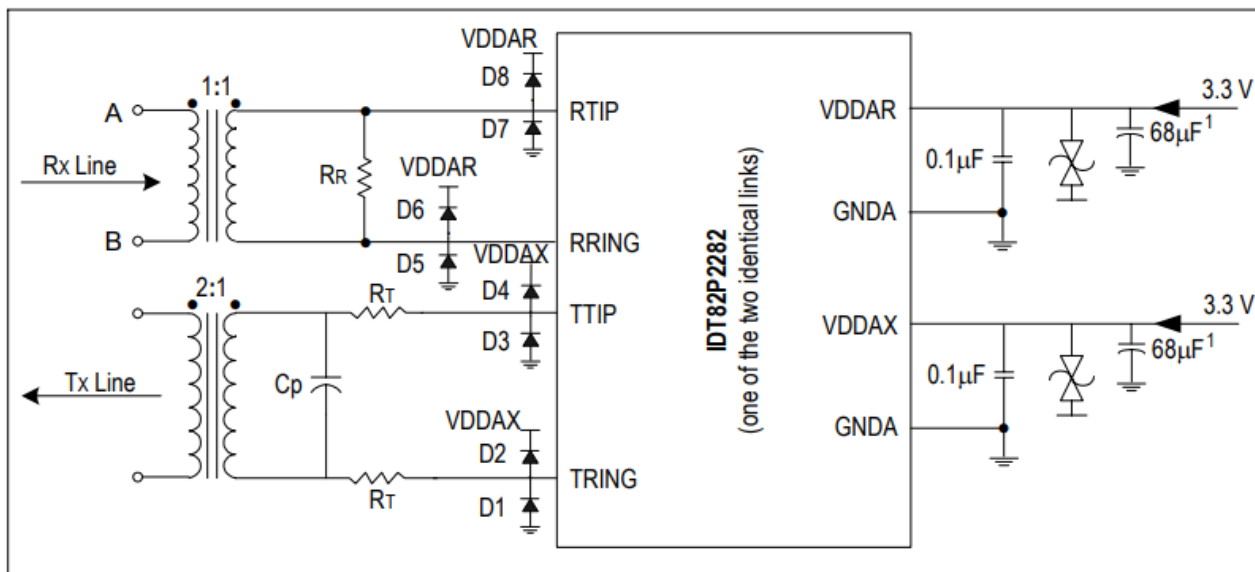 VDDAR
D8
1:1
A
RTIP
D7
Rx Line
VDDAR
RR
D6
B
RRING
D5
VDDAX
2:1
D4
RT
TTIP
D3
Tx Line
Cp
VDDAX
D2
TRING
RT
D1
IDT82P2282
(one of the two identical links)
3.3 V
VDDAR
68µF1
0.1µF
GNDA
3.3 V
VDDAX
68µF1
0.1µF
GNDA